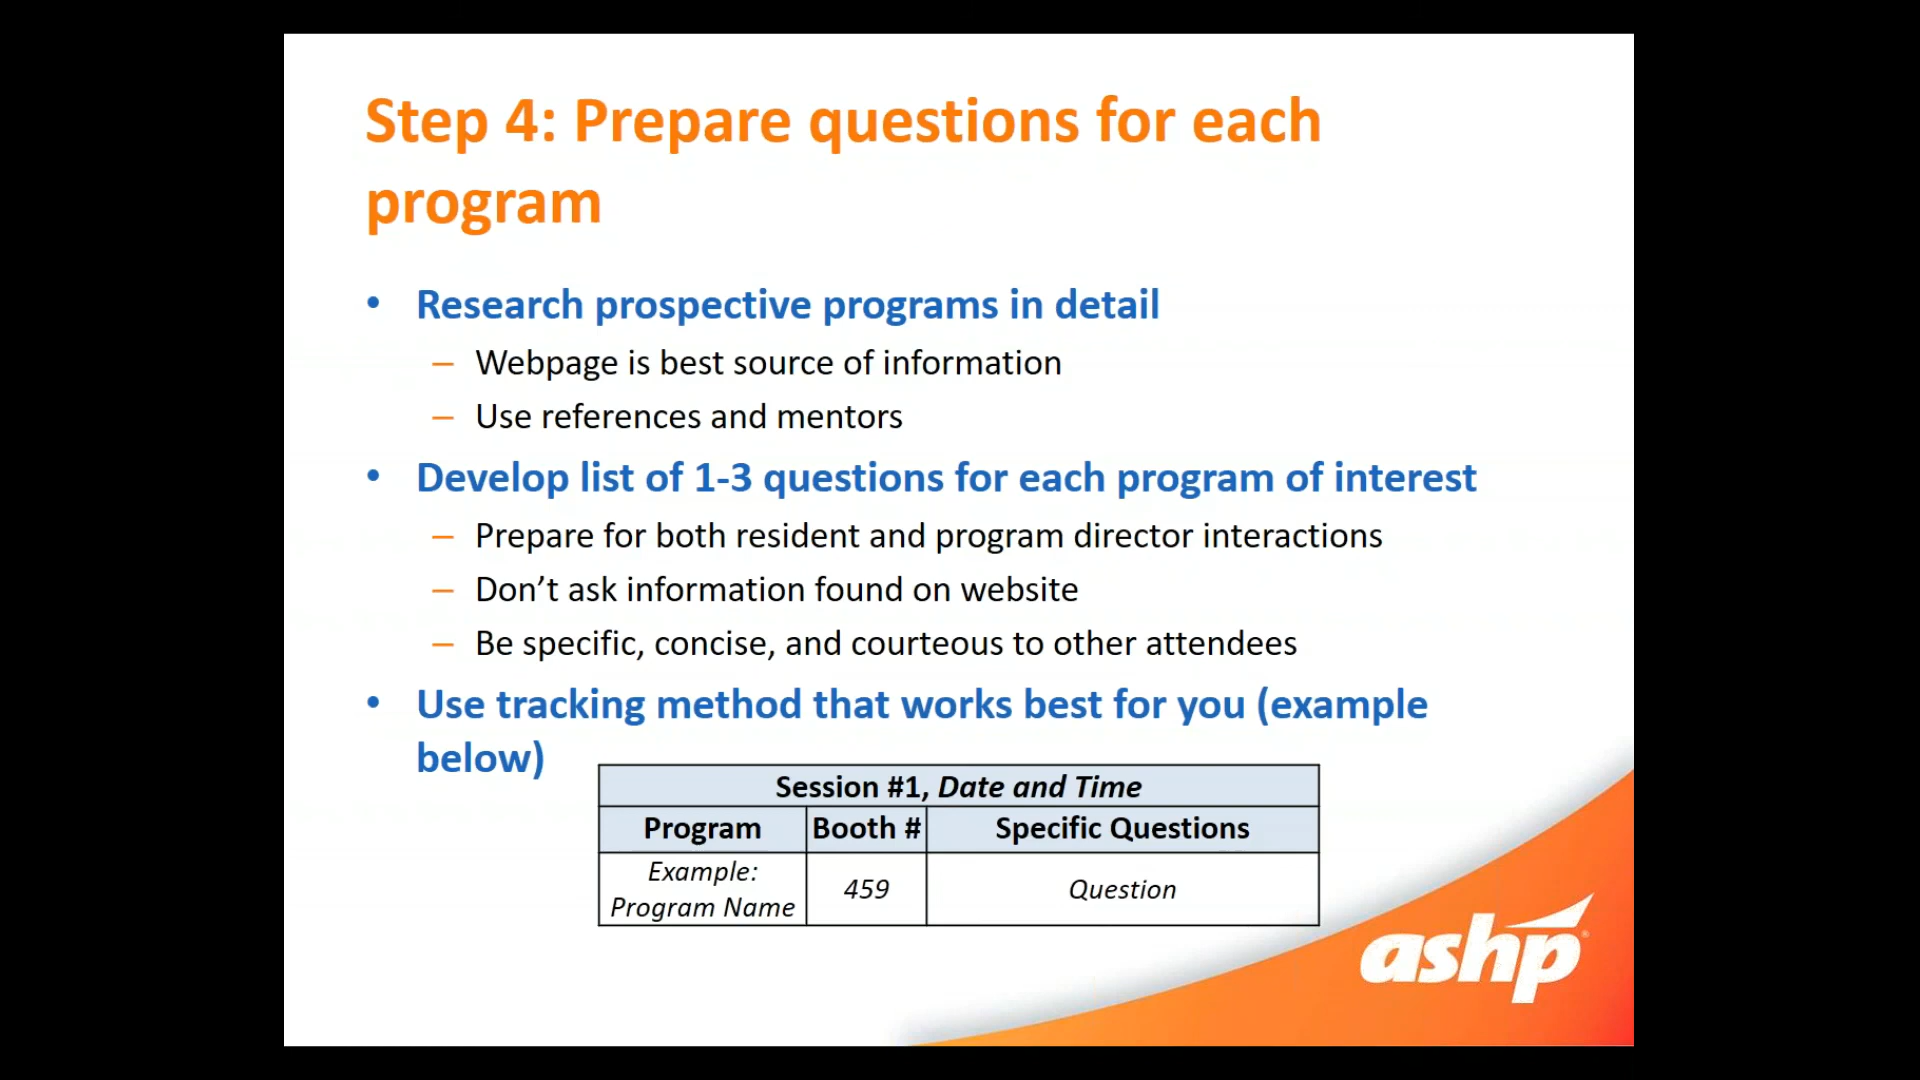 Step 4: Prepare questions for each
program
• Research prospective programs in detail
– Webpage is best source of information
– Use references and mentors
• Develop list of 1-3 questions for each program of interest
– Prepare for both resident and program director interactions
– Don’t ask information found on website
– Be specific, concise, and courteous to other attendees
• Use tracking method that works best for you (example
below)
Session #1, Date and Time
Program Booth # Specific Questions
Example:
Program Name 459 Question
ashp®